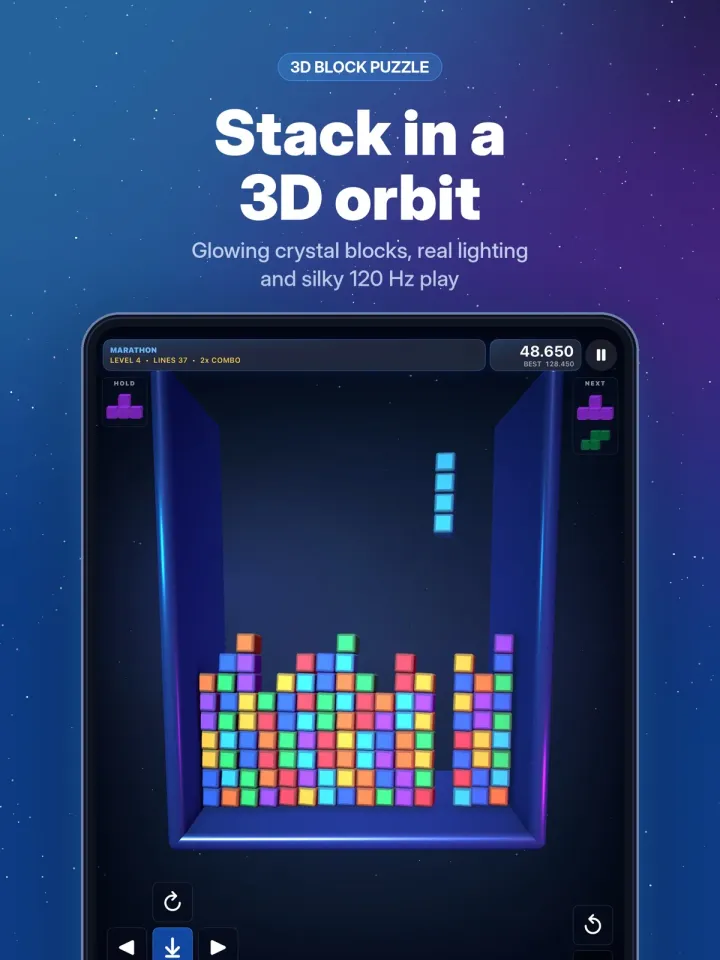 3D BLOCK PUZZLE
Stack in a
3D orbit
Glowing crystal blocks, real lighting
and silky 120 Hz play
MARATHON
LEVEL 4 • LINES 37 • 2x COMBO
48.650
BEST 128.450
HOLD
NEXT